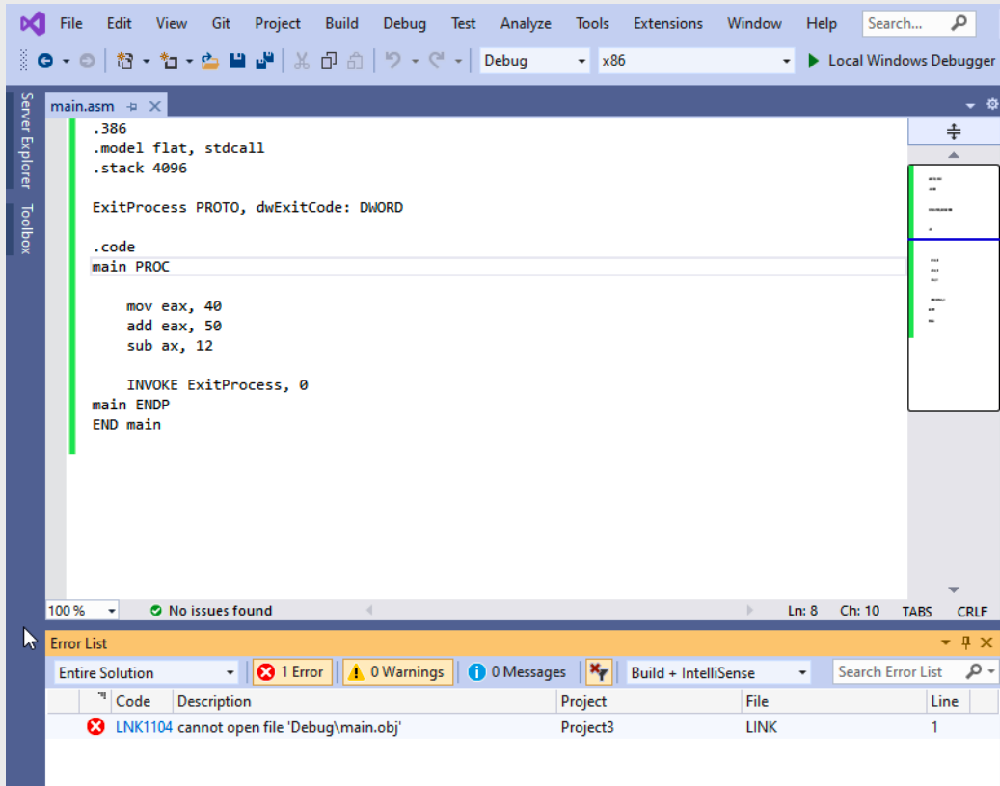 File Edit View Git Project Build Debug Test Analyze Tools Extensions Window Help Search...
Debug x86 Local Windows Debugger
Server Explorer
Toolbox
main.asm
.386
.model flat, stdcall
.stack 4096
ExitProcess PROTO, dwExitCode: DWORD
.code
main PROC
mov eax, 40
add eax, 50
sub ax, 12
INVOKE ExitProcess, 0
main ENDP
END main
100 % No issues found Ln: 8 Ch: 10 TABS CRLF
Error List
Entire Solution 1 Error 0 Warnings 0 Messages Build + IntelliSense Search Error List
Code Description Project File Line
LNK1104 cannot open file 'Debug\main.obj' Project3 LINK 1